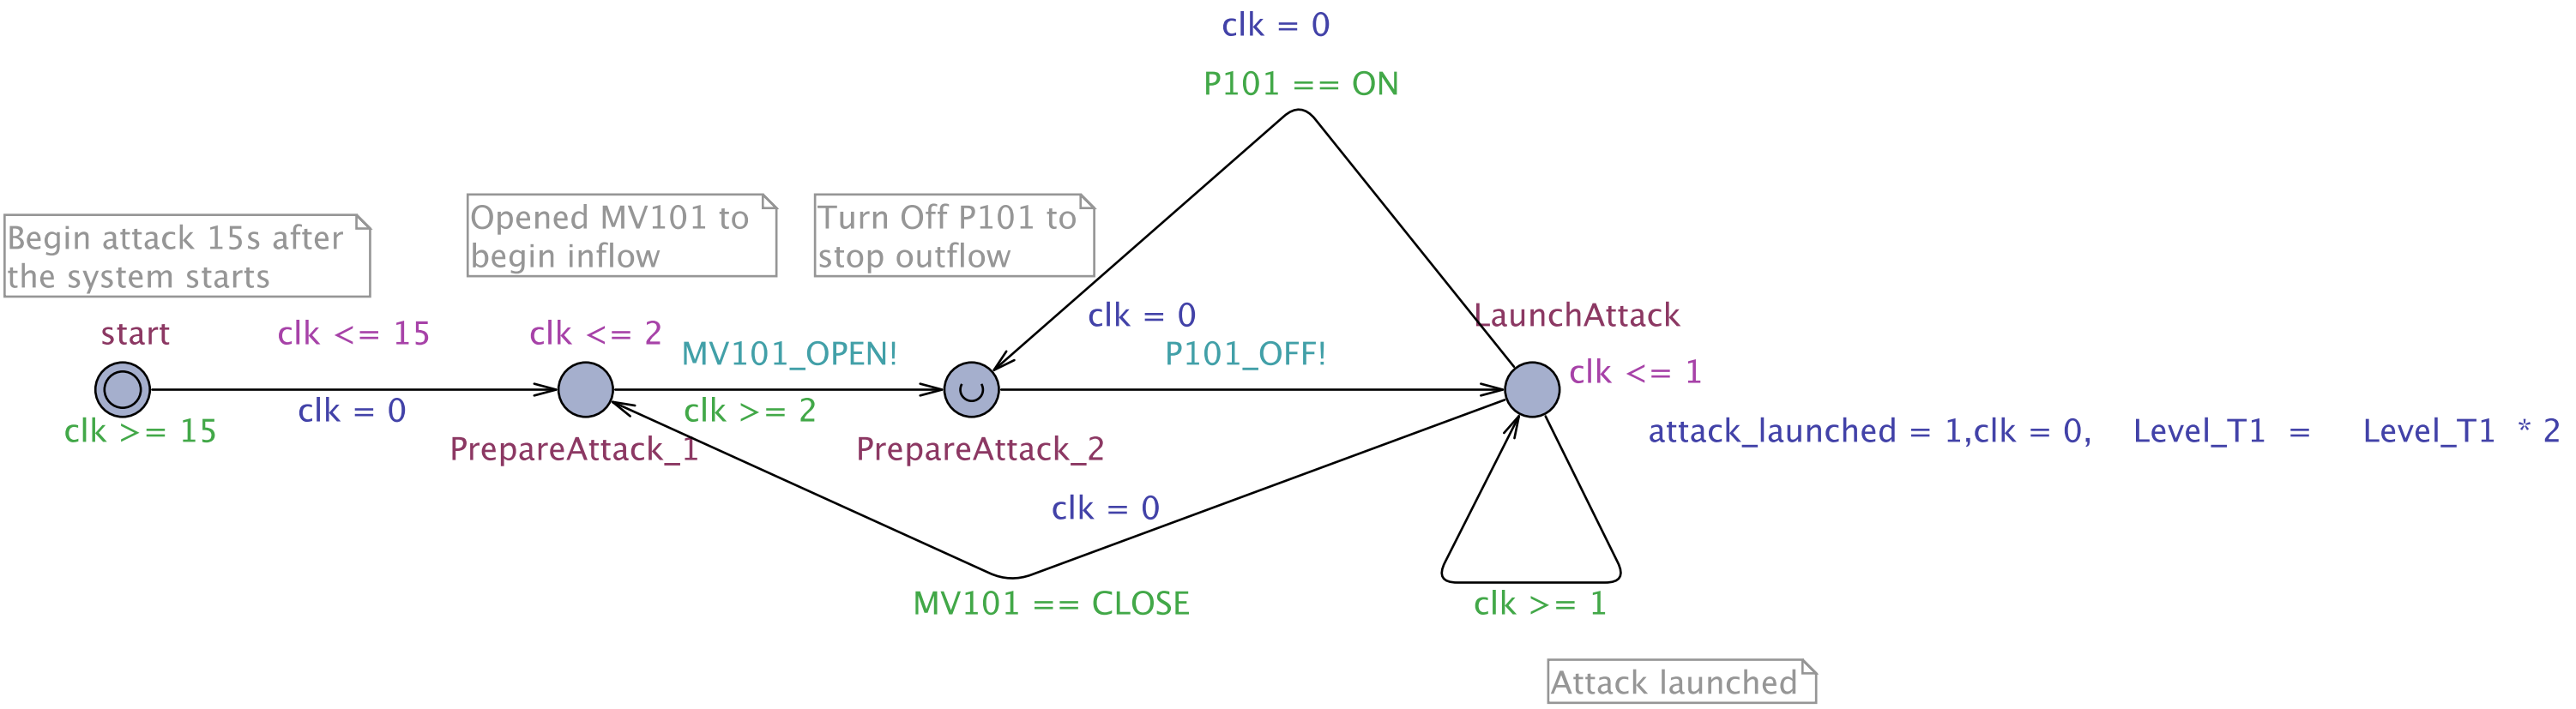 clk = 0
P101 == ON
Begin attack 15s after
the system starts
Opened MV101 to
begin inflow
Turn Off P101 to
stop outflow
start
clk <= 15
clk <= 2
MV101_OPEN!
clk = 0
P101_OFF!
LaunchAttack
clk <= 1
clk >= 15
clk = 0
clk >= 2
PrepareAttack_1
PrepareAttack_2
attack_launched = 1,clk = 0, Level_T1 = Level_T1 * 2
clk = 0
MV101 == CLOSE
clk >= 1
Attack launched